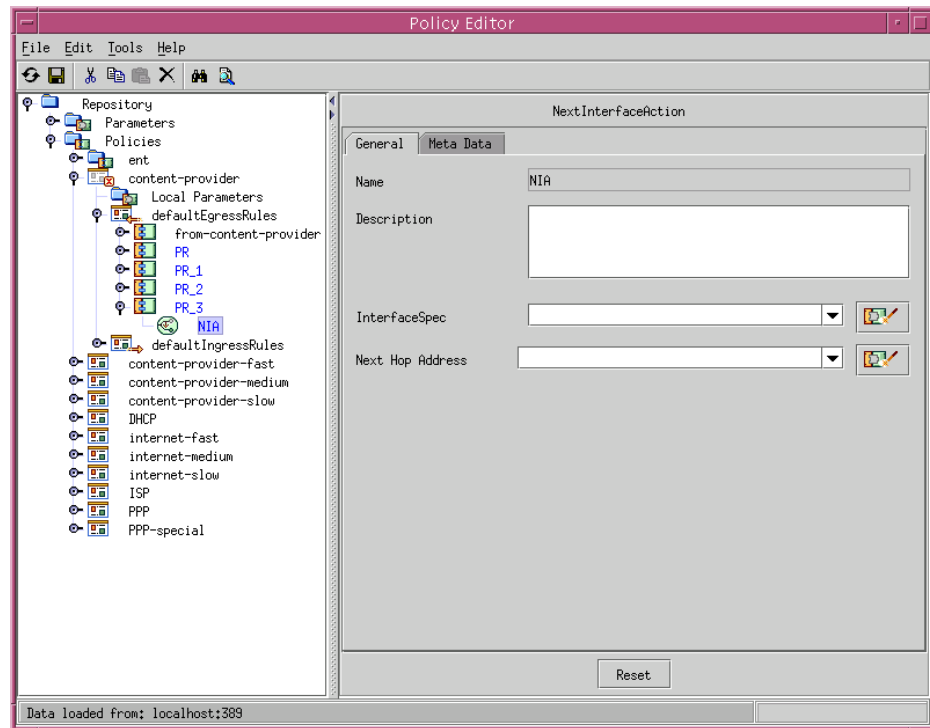 Policy Editor
File Edit Tools Help
Repository
Parameters
Policies
ent
content-provider
Local Parameters
defaultEgressRules
from-content-provider
PR
PR_1
PR_2
PR_3
NIA
defaultIngressRules
content-provider-fast
content-provider-medium
content-provider-slow
DHCP
internet-fast
internet-medium
internet-slow
ISP
PPP
PPP-special
NextInterfaceAction
General Meta Data
Name NIA
Description
InterfaceSpec
Next Hop Address
Reset
Data loaded from: localhost:389